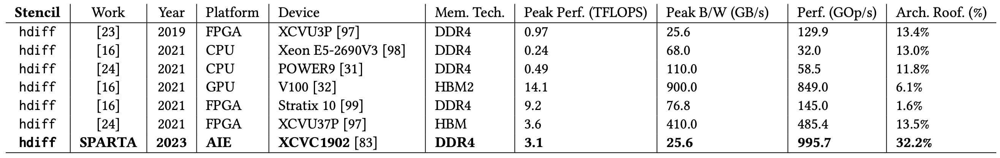 Stencil Work Year Platform Device Mem. Tech. Peak Perf. (TFLOPS) Peak B/W (GB/s) Perf. (GOp/s) Arch. Roof. (%)
hdiff [23] 2019 FPGA XCVU3P [97] DDR4 0.97 25.6 129.9 13.4%
hdiff [16] 2021 CPU Xeon E5-2690V3 [98] DDR4 0.24 68.0 32.0 13.0%
hdiff [24] 2021 CPU POWER9 [31] DDR4 0.49 110.0 58.5 11.8%
hdiff [16] 2021 GPU V100 [32] HBM2 14.1 900.0 849.0 6.1%
hdiff [16] 2021 FPGA Stratix 10 [99] DDR4 9.2 76.8 145.0 1.6%
hdiff [24] 2021 FPGA XCVU37P [97] HBM 3.6 410.0 485.4 13.5%
hdiff SPARTA 2023 AIE XCVC1902 [83] DDR4 3.1 25.6 995.7 32.2%